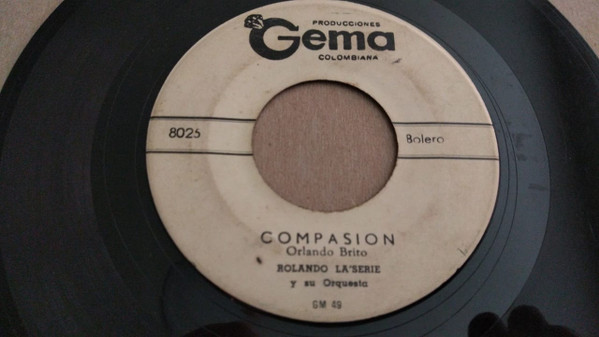 PRODUCCIONES
Gema
COLOMBIANA
8025
Bolero
COMPASION
Orlando Brito
ROLANDO LA'SERIE
y su Orquesta
GM 49